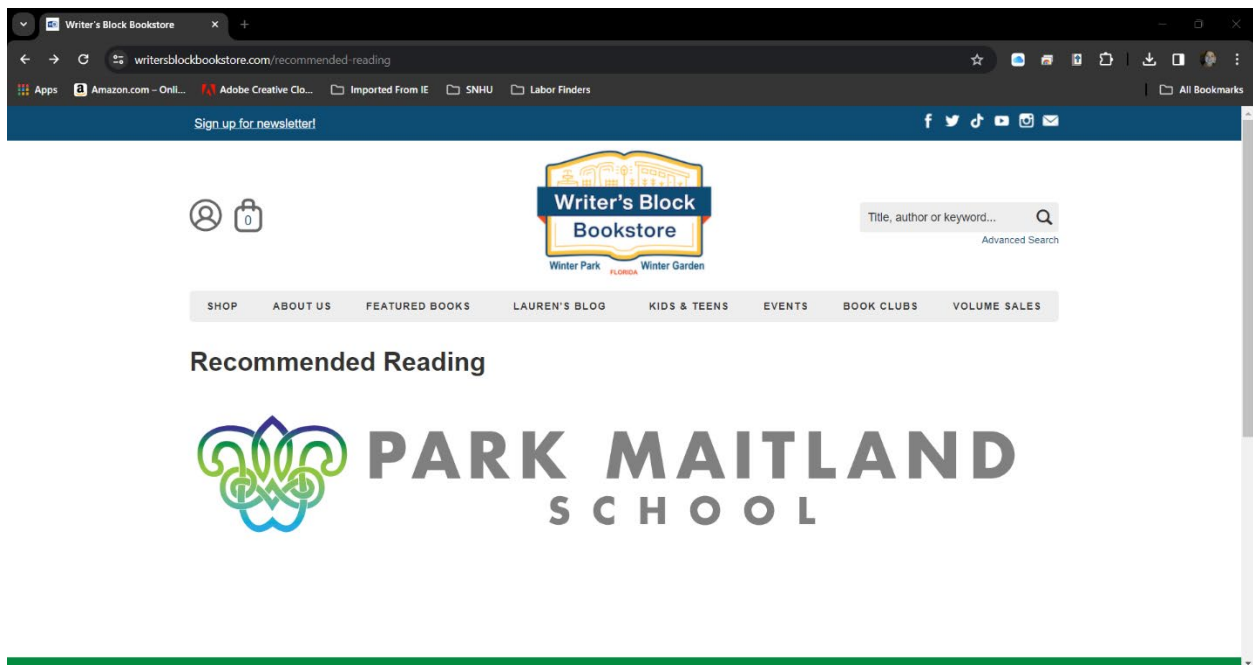 Writer's Block Bookstore
writersblockbookstore.com/recommended-reading
Apps Amazon.com – Onli... Adobe Creative Clo... Imported From IE SNHU Labor Finders All Bookmarks
Sign up for newsletter!
Writer's Block
Bookstore
Winter Park FLORIDA Winter Garden
0
Title, author or keyword...
Advanced Search
SHOP ABOUT US FEATURED BOOKS LAUREN'S BLOG KIDS & TEENS EVENTS BOOK CLUBS VOLUME SALES
Recommended Reading
PARK MAITLAND
SCHOOL